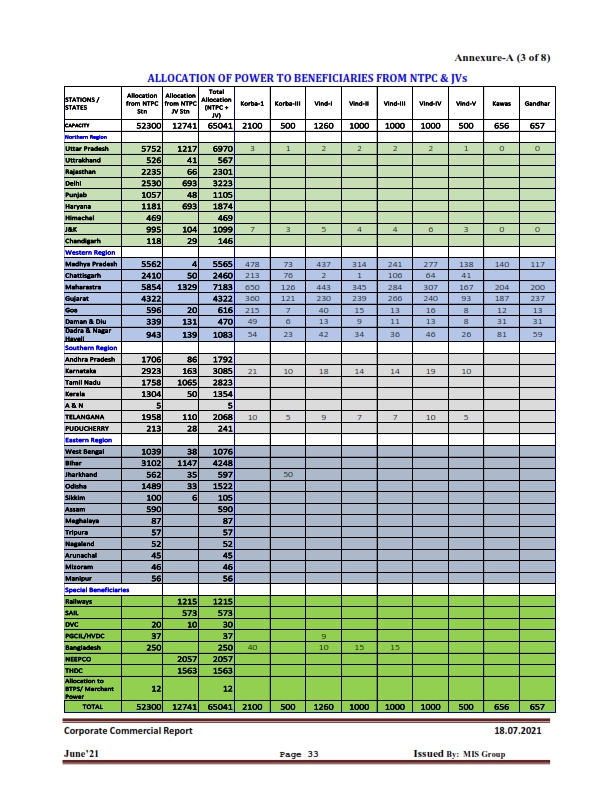 Annexure-A (3 of 8)
ALLOCATION OF POWER TO BENEFICIARIES FROM NTPC & JVs
STATIONS / STATES Allocation from NTPC Stn Allocation from NTPC JV Stn Total Allocation (NTPC + JV) Korba-1 Korba-III Vind-I Vind-II Vind-III Vind-IV Vind-V Kawas Gandhar
CAPACITY 52300 12741 65041 2100 500 1260 1000 1000 1000 500 656 657
Northern Region
Uttar Pradesh 5752 1217 6970 3 1 2 2 2 2 1 0 0
Uttrakhand 526 41 567
Rajasthan 2235 66 2301
Delhi 2530 693 3223
Punjab 1057 48 1105
Haryana 1181 693 1874
Himachal 469 469
J&K 995 104 1099 7 3 5 4 4 6 3 0 0
Chandigarh 118 29 146
Western Region
Madhya Pradesh 5562 4 5565 478 73 437 314 241 277 138 140 117
Chattisgarh 2410 50 2460 213 76 2 1 106 64 41
Maharastra 5854 1329 7183 650 126 443 345 284 307 167 204 200
Gujarat 4322 4322 360 121 230 239 266 240 93 187 237
Goa 596 20 616 215 7 40 15 13 16 8 12 13
Daman & Diu 339 131 470 49 6 13 9 11 13 8 31 31
Dadra & Nagar Haveli 943 139 1083 54 23 42 34 36 46 26 81 59
Southern Region
Andhra Pradesh 1706 86 1792
Karnataka 2923 163 3085 21 10 18 14 14 19 10
Tamil Nadu 1758 1065 2823
Kerala 1304 50 1354
A & N 5 5
TELANGANA 1958 110 2068 10 5 9 7 7 10 5
PUDUCHERRY 213 28 241
Eastern Region
West Bengal 1039 38 1076
Bihar 3102 1147 4248
Jharkhand 562 35 597 50
Odisha 1489 33 1522
Sikkim 100 6 105
Assam 590 590
Meghalaya 87 87
Tripura 57 57
Nagaland 52 52
Arunachal 45 45
Mizoram 46 46
Manipur 56 56
Special Beneficiaries
Railways 1215 1215
SAIL 573 573
DVC 20 10 30
PGCIL/HVDC 37 37 9
Bangladesh 250 250 40 10 15 15
NEEPCO 2057 2057
THDC 1563 1563
Allocation to BTPS/ Merchant Power 12 12
TOTAL 52300 12741 65041 2100 500 1260 1000 1000 1000 500 656 657
Corporate Commercial Report 18.07.2021
June'21 Page 33 Issued By: MIS Group